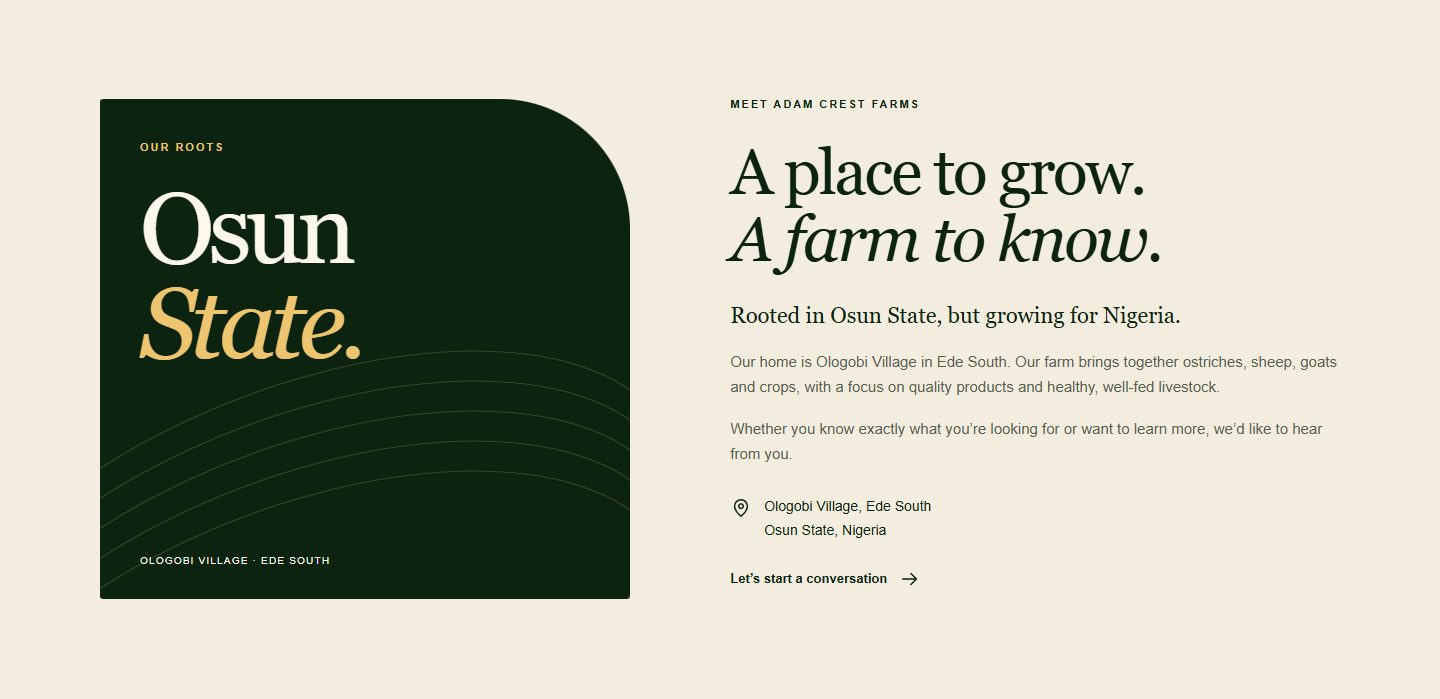 OUR ROOTS
Osun
State.
OLOGOBI VILLAGE · EDE SOUTH
MEET ADAM CREST FARMS
A place to grow.
A farm to know.
Rooted in Osun State, but growing for Nigeria.
Our home is Ologobi Village in Ede South. Our farm brings together ostriches, sheep, goats
and crops, with a focus on quality products and healthy, well-fed livestock.
Whether you know exactly what you’re looking for or want to learn more, we’d like to hear
from you.
Ologobi Village, Ede South
Osun State, Nigeria
Let’s start a conversation